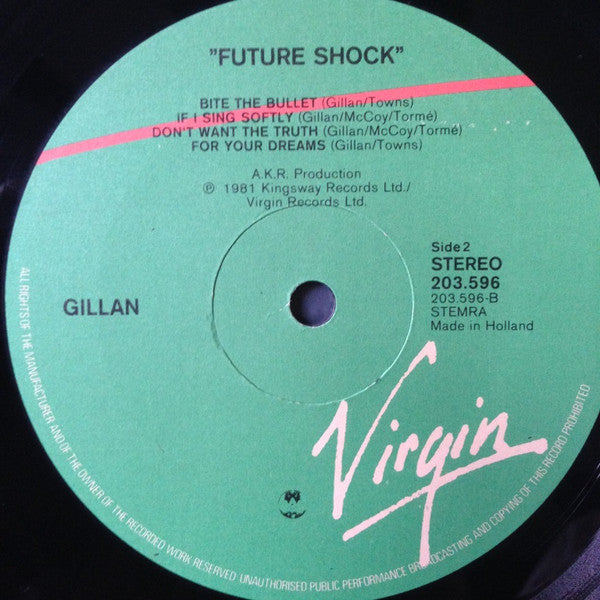 "FUTURE SHOCK"
BITE THE BULLET (Gillan/Towns)
IF I SING SOFTLY (Gillan/McCoy/Tormé)
DON'T WANT THE TRUTH (Gillan/McCoy/Tormé)
FOR YOUR DREAMS (Gillan/Towns)
A.K.R. Production
℗ 1981 Kingsway Records Ltd./
Virgin Records Ltd.
GILLAN
Side 2
STEREO
203.596
203.596-B
STEMRA
Made in Holland
Virgin
ALL RIGHTS OF THE MANUFACTURER AND OF THE OWNER OF THE RECORDED WORK RESERVED UNAUTHORISED PUBLIC PERFORMANCE BROADCASTING AND COPYING OF THIS RECORD PROHIBITED